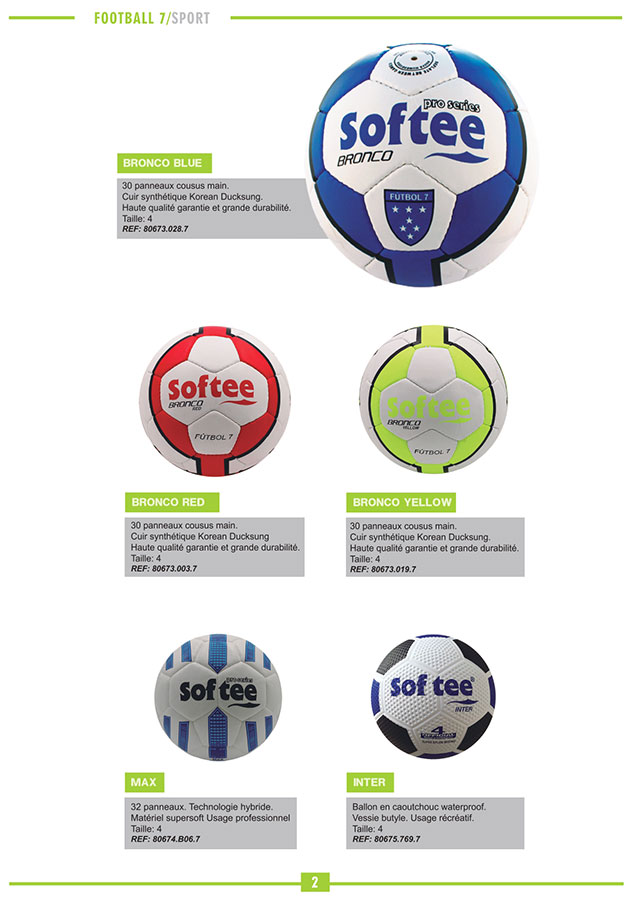 FOOTBALL 7/SPORT
pro series
softee
BRONCO
FÚTBOL 7
BRONCO BLUE
30 panneaux cousus main.
Cuir synthétique Korean Ducksung.
Haute qualité garantie et grande durabilité.
Taille: 4
REF: 80673.028.7
softee
BRONCO
RED
FÚTBOL 7
softee
BRONCO
YELLOW
FÚTBOL 7
BRONCO RED
30 panneaux cousus main.
Cuir synthétique Korean Ducksung
Haute qualité garantie et grande durabilité.
Taille: 4
REF: 80673.003.7
BRONCO YELLOW
30 panneaux cousus main.
Cuir synthétique Korean Ducksung.
Haute qualité garantie et grande durabilité.
Taille: 4
REF: 80673.019.7
pro series
softee
softee
INTER
4
MAX
32 panneaux. Technologie hybride.
Matériel supersoft Usage professionnel
Taille: 4
REF: 80674.B06.7
INTER
Ballon en caoutchouc waterproof.
Vessie butyle. Usage récréatif.
Taille: 4
REF: 80675.769.7
2